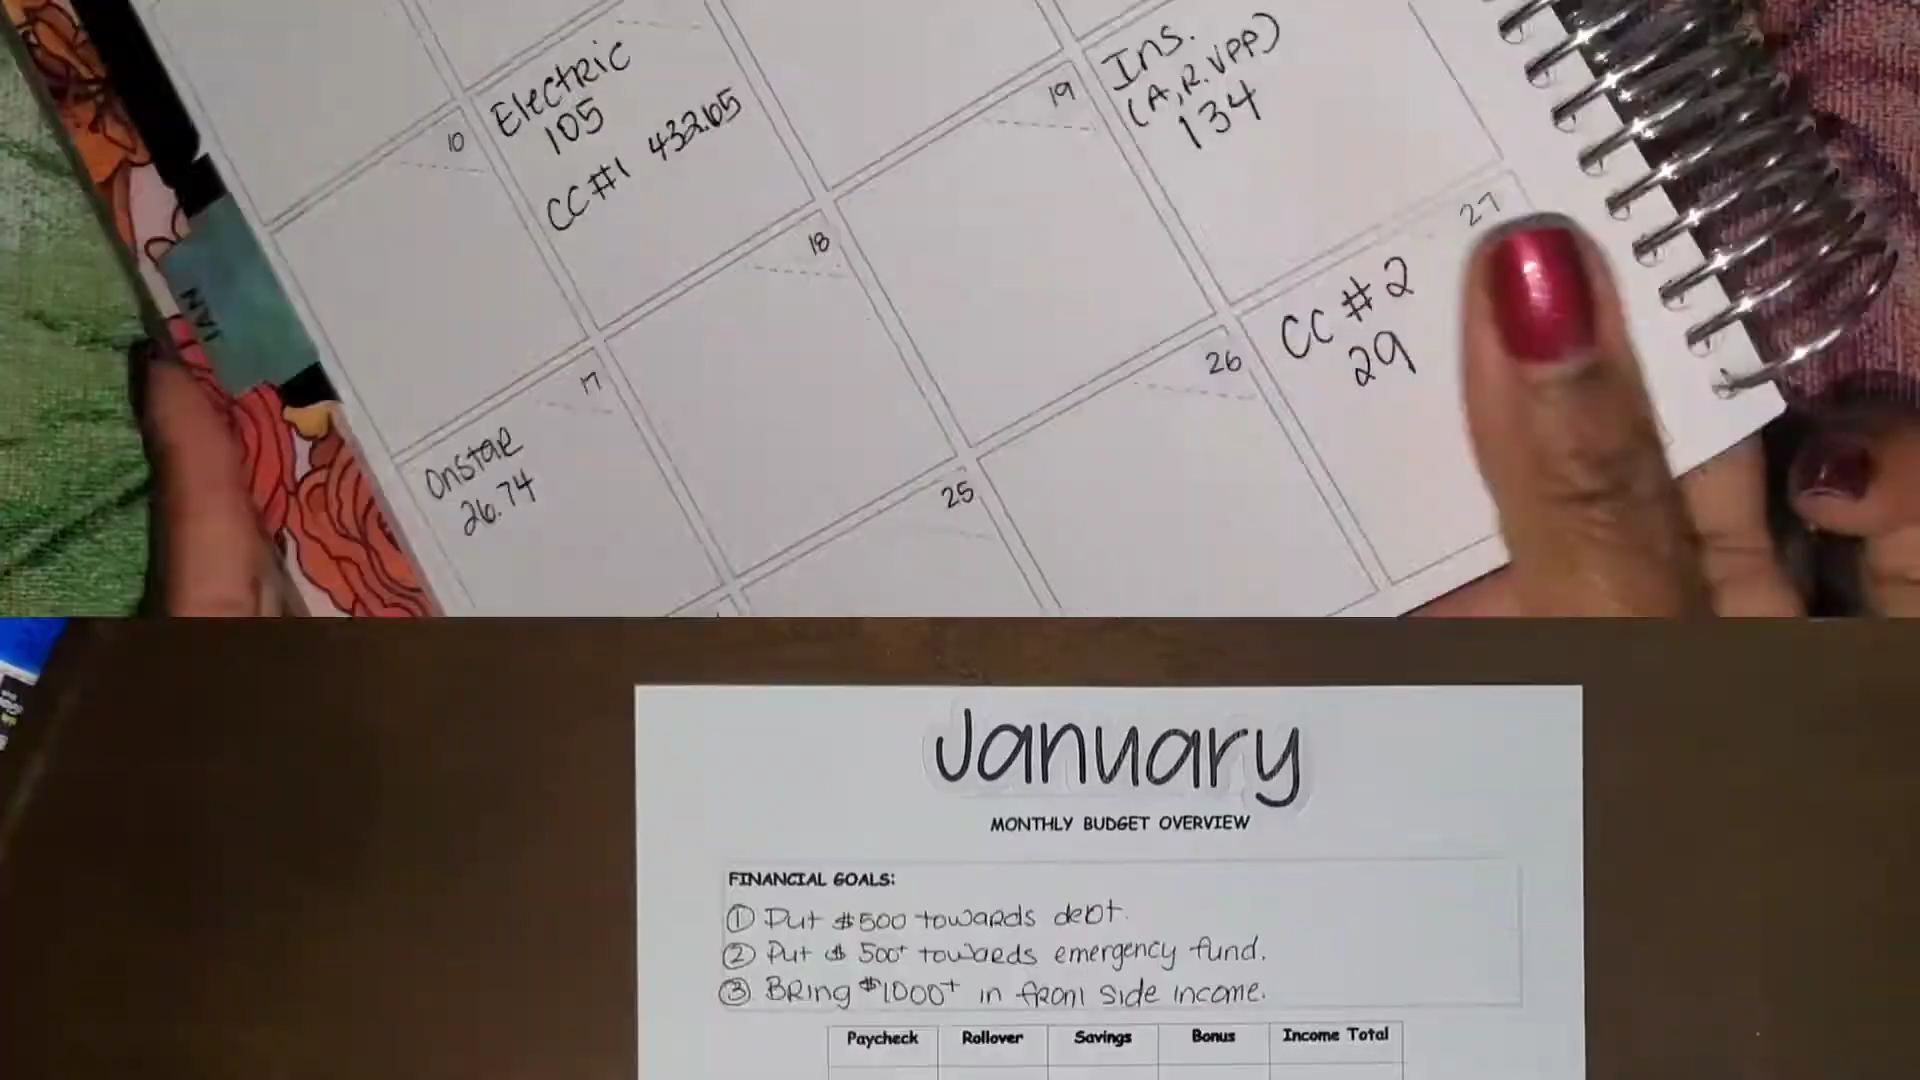 10
Electric
105
CC #1 432.65
19
Ins.
(A, R. VPP)
134
JAN
17
Onstar
26.74
18
25
26
27
CC #2
29
January
MONTHLY BUDGET OVERVIEW
FINANCIAL GOALS:
① Put $500 towards debt.
② Put $ 500+ towards emergency fund.
③ Bring $1000+ in from side income.
Paycheck Rollover Savings Bonus Income Total